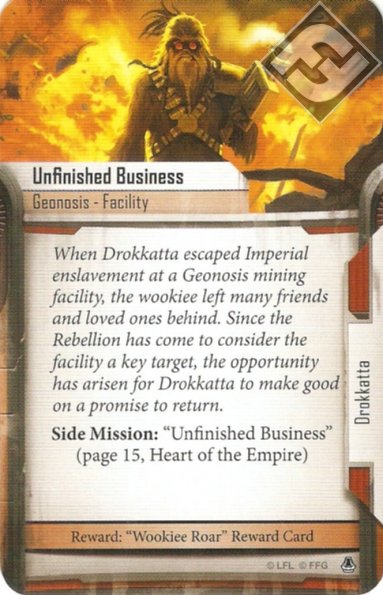 Unfinished Business
Geonosis - Facility
When Drokkatta escaped Imperial
enslavement at a Geonosis mining
facility, the wookiee left many friends
and loved ones behind. Since the
Rebellion has come to consider the
facility a key target, the opportunity
has arisen for Drokkatta to make good
on a promise to return.
Side Mission: “Unfinished Business”
(page 15, Heart of the Empire)
Drokkatta
Reward: “Wookiee Roar” Reward Card
© LFL © FFG